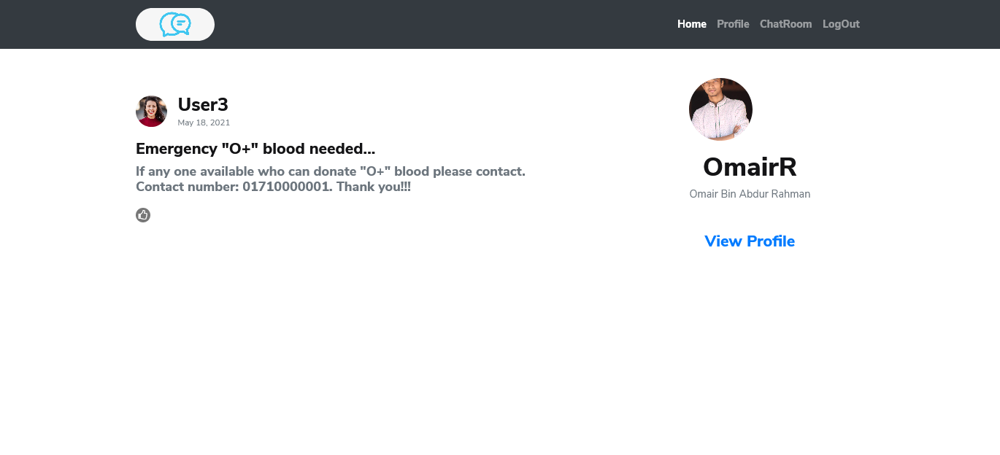 Home Profile ChatRoom LogOut
User3
May 18, 2021
Emergency "O+" blood needed...
If any one available who can donate "O+" blood please contact.
Contact number: 01710000001. Thank you!!!
OmairR
Omair Bin Abdur Rahman
View Profile